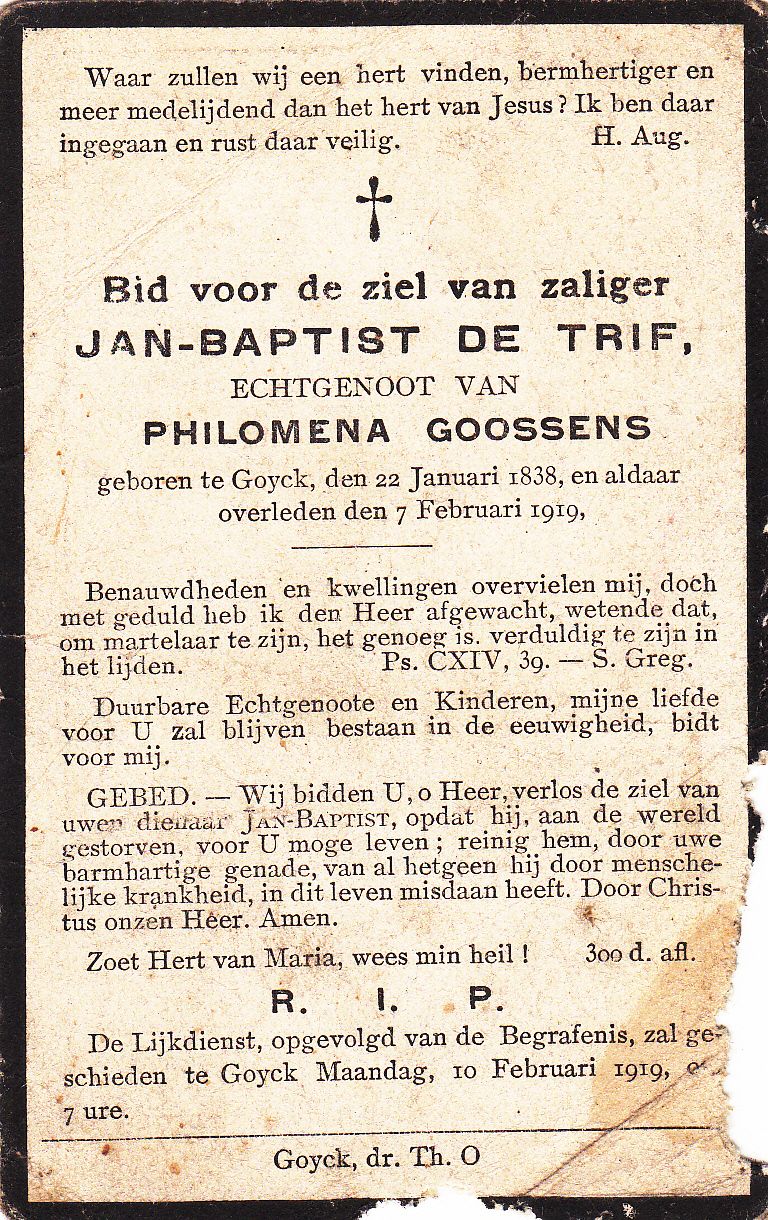 Waar zullen wij een hert vinden, bermhertiger en
meer medelijdend dan het hert van Jesus? Ik ben daar
ingegaan en rust daar veilig. H. Aug.
Bid voor de ziel van zaliger
JAN-BAPTIST DE TRIF,
ECHTGENOOT VAN
PHILOMENA GOOSSENS
geboren te Goyck, den 22 Januari 1838, en aldaar
overleden den 7 Februari 1919,
Benauwdheden en kwellingen overvielen mij, doch
met geduld heb ik den Heer afgewacht, wetende dat,
om martelaar te zijn, het genoeg is. verduldig te zijn in
het lijden. Ps. CXIV, 39. — S. Greg.
Duurbare Echtgenoote en Kinderen, mijne liefde
voor U zal blijven bestaan in de eeuwigheid, bidt
voor mij.
GEBED. — Wij bidden U, o Heer, verlos de ziel van
uwen dienaar JAN-BAPTIST, opdat hij, aan de wereld
gestorven, voor U moge leven; reinig hem, door uwe
barmhartige genade, van al hetgeen hij door mensche-
lijke krankheid, in dit leven misdaan heeft. Door Chris-
tus onzen Heer. Amen.
Zoet Hert van Maria, wees min heil! 300 d. afl.
R. I. P.
De Lijkdienst, opgevolgd van de Begrafenis, zal ge-
schieden te Goyck Maandag, 10 Februari 1919,
7 ure.
Goyck, dr. Th. O